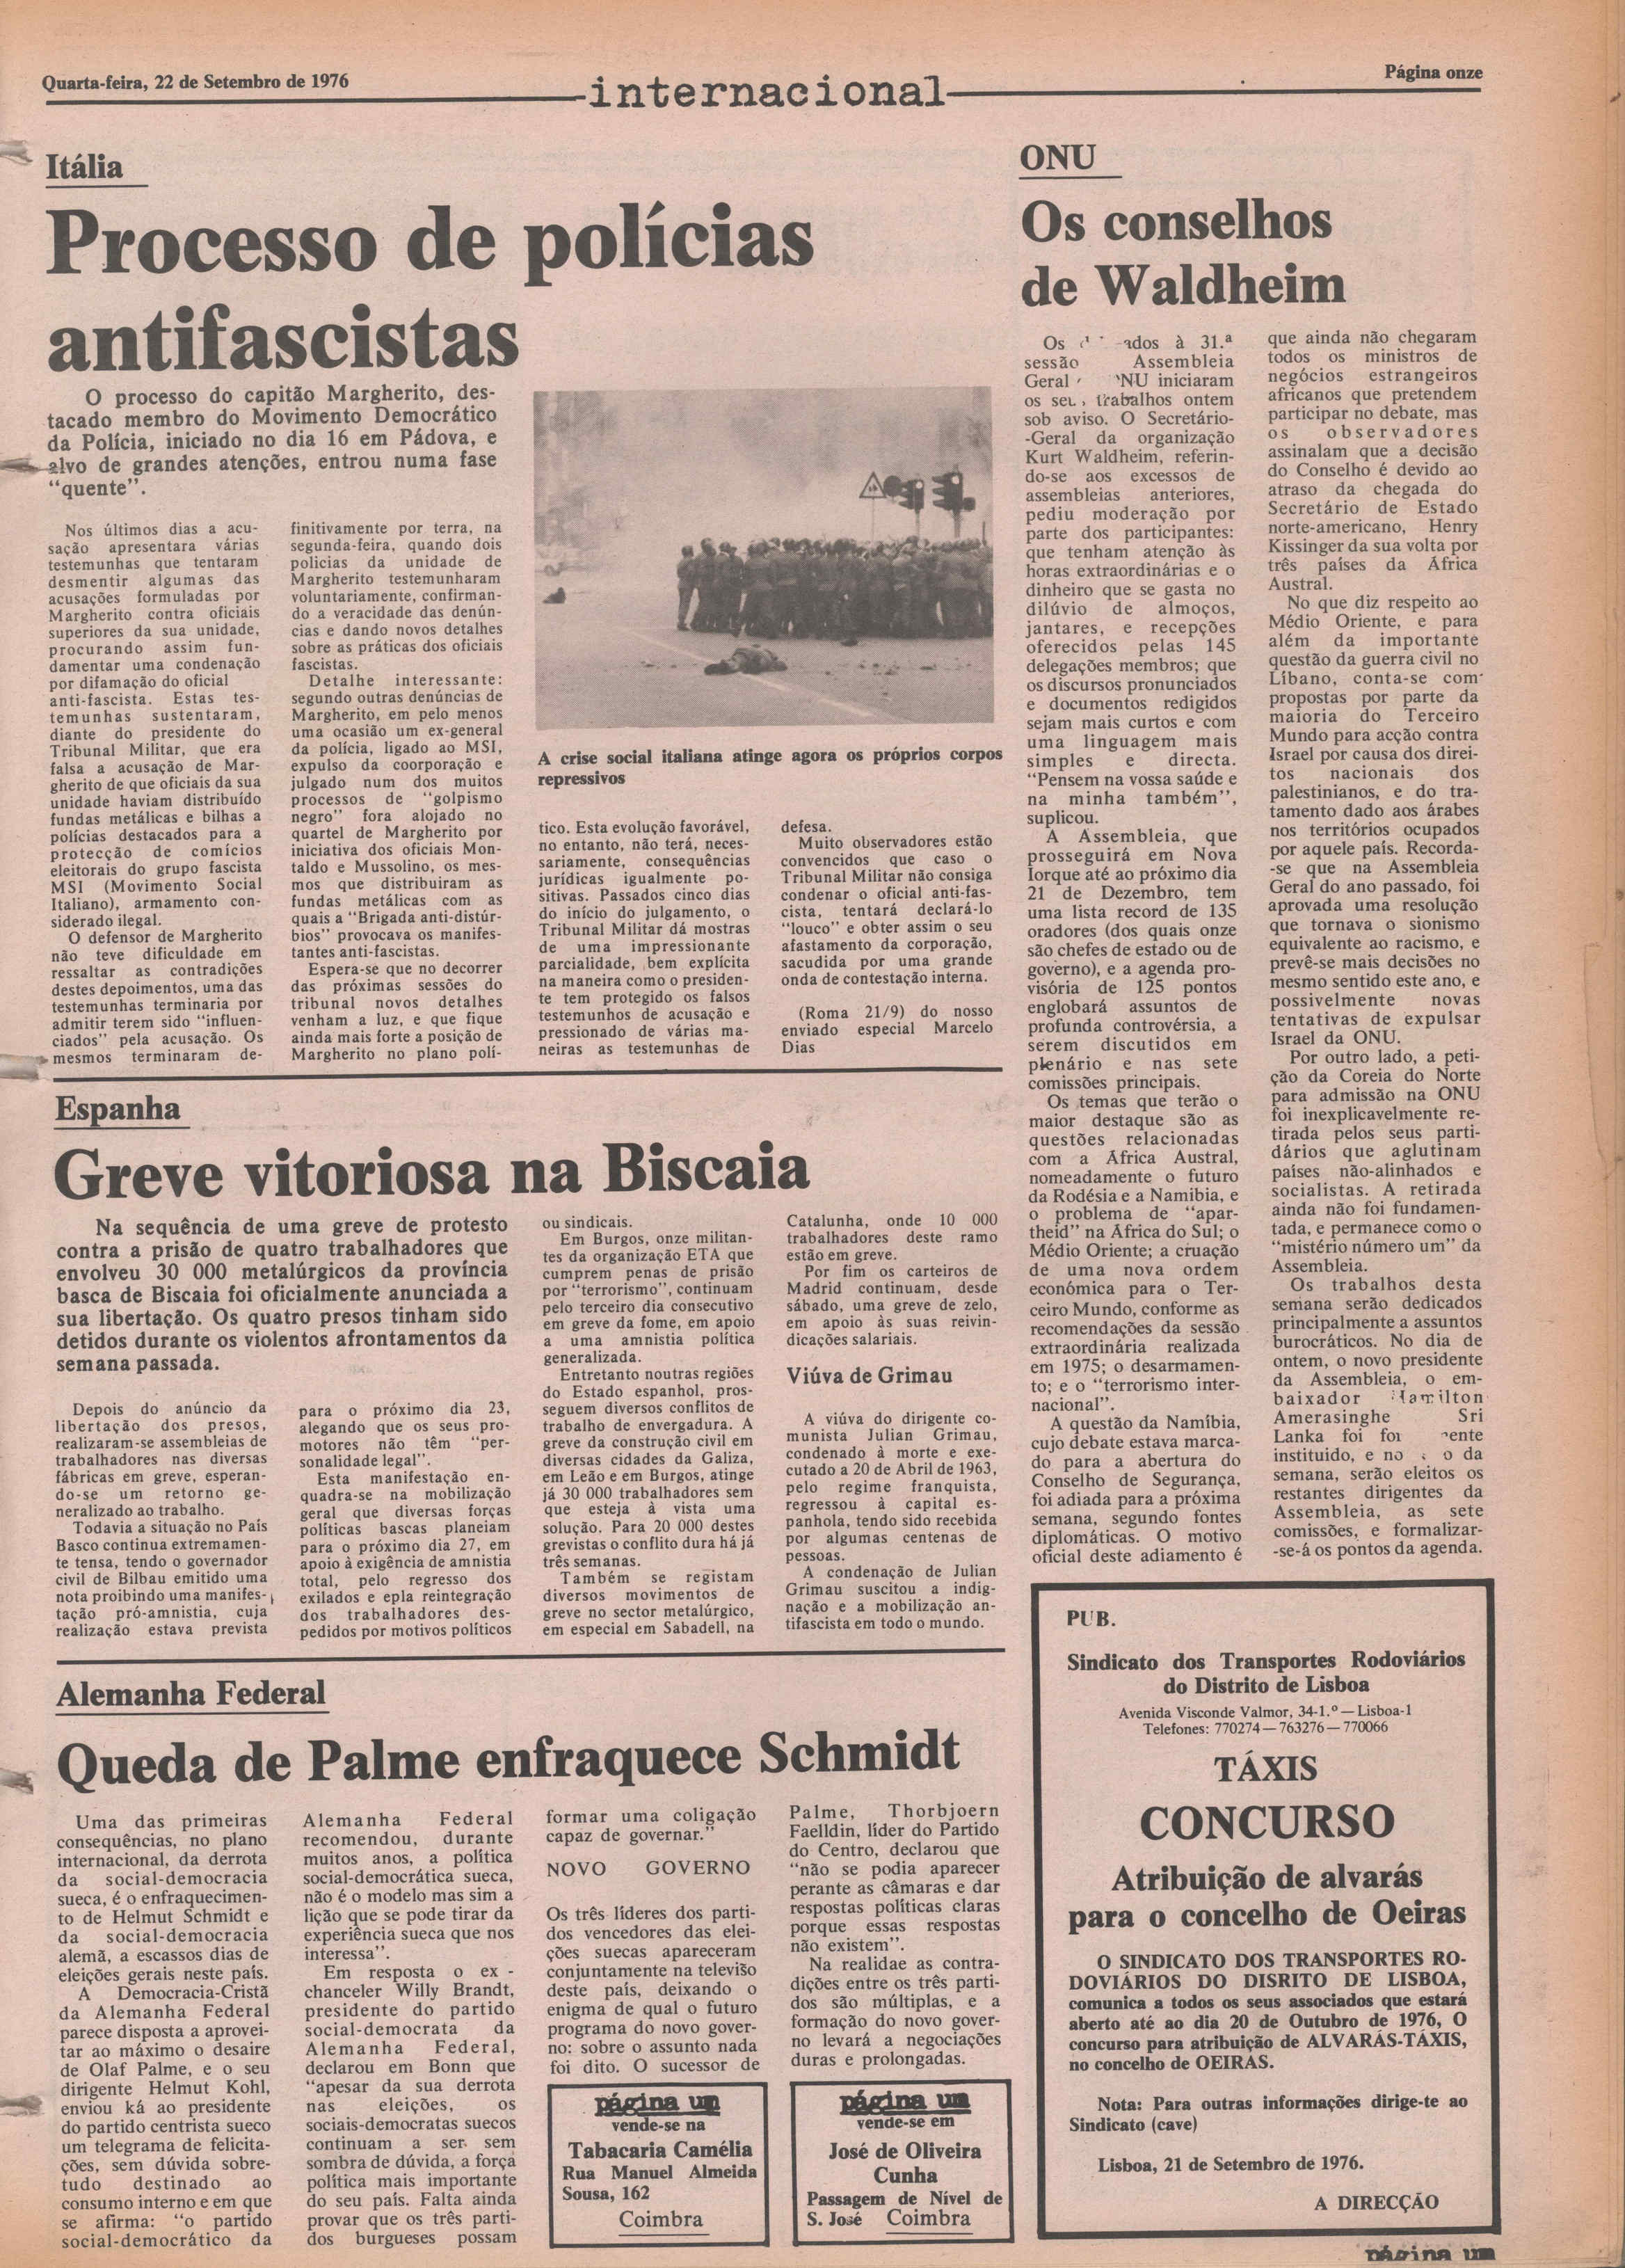 Quarta-feira, 22 de Setembro de 1976
internacional
Página onze
Itália
Processo de polícias
antifascistas
O processo do capitão Margherito, des-
tacado membro do Movimento Democrático
da Polícia, iniciado no dia 16 em Pádova, e
alvo de grandes atenções, entrou numa fase
"quente".
Nos últimos dias a acu-
sação apresentara várias
testemunhas que tentaram
desmentir algumas das
acusações formuladas por
Margherito contra oficiais
superiores da sua unidade,
procurando assim fun-
damentar uma condenação
por difamação do oficial
anti-fascista. Estas tes-
temunhas sustentaram,
diante do presidente do
Tribunal Militar, que era
falsa a acusação de Mar-
gherito de que oficiais da sua
unidade haviam distribuído
fundas metálicas e bilhas a
polícias destacados para a
protecção de comícios
eleitorais do grupo fascista
MSI (Movimento Social
Italiano), armamento con-
siderado ilegal.
O defensor de Margherito
não teve dificuldade em
ressaltar as contradições
destes depoimentos, uma das
testemunhas terminaria por
admitir terem sido "influen-
ciados" pela acusação. Os
mesmos terminaram de-
finitivamente por terra, na
segunda-feira, quando dois
policias da unidade de
Margherito testemunharam
voluntariamente, confirman-
do a veracidade das denún-
cias e dando novos detalhes
sobre as práticas dos oficiais
fascistas.
Detalhe interessante:
segundo outras denúncias de
Margherito, em pelo menos
uma ocasião um ex-general
da polícia, ligado ao MSI,
expulso da coorporação e
julgado num dos muitos
processos de "golpismo
negro" fora alojado no
quartel de Margherito por
iniciativa dos oficiais Mon-
taldo e Mussolino, os mes-
mos que distribuiram as
fundas metálicas com as
quais a "Brigada anti-distúr-
bios" provocava os manifes-
tantes anti-fascistas.
Espera-se que no decorrer
das próximas sessões do
tribunal novos detalhes
venham a luz, e que fique
ainda mais forte a posição de
Margherito no plano polí-
A crise social italiana atinge agora os próprios corpos
repressivos
tico. Esta evolução favorável,
no entanto, não terá, neces-
sariamente, consequências
jurídicas igualmente po-
sitivas. Passados cinco dias
do início do julgamento, o
Tribunal Militar dá mostras
de uma impressionante
parcialidade, bem explícita
na maneira como o presiden-
te tem protegido os falsos
testemunhos de acusação e
pressionado de várias ma-
neiras as testemunhas de
defesa.
Muito observadores estão
convencidos que caso o
Tribunal Militar não consiga
condenar o oficial anti-fas-
cista, tentará declará-lo
"louco" e obter assim o seu
afastamento da corporação,
sacudida por uma grande
onda de contestação interna.
(Roma 21/9) do nosso
enviado especial Marcelo
Dias
ONU
Os conselhos
de Waldheim
Os à 31.ª
sessão Assembleia
Geral iniciaram
os seus trabalhos ontem
sob aviso. O Secretário-
-Geral da organização
Kurt Waldheim, referin-
do-se aos excessos de
assembleias anteriores,
pediu moderação por
parte dos participantes:
que tenham atenção às
horas extraordinárias e o
dinheiro que se gasta no
dilúvio de almoços,
jantares, e recepções
oferecidos pelas 145
delegações membros; que
os discursos pronunciados
e documentos redigidos
sejam mais curtos e com
uma linguagem mais
simples e directa.
"Pensem na vossa saúde e
na minha também",
suplicou.
A Assembleia, que
prosseguirá em Nova
Iorque até ao próximo dia
21 de Dezembro, tem
uma lista record de 135
oradores (dos quais onze
são chefes de estado ou de
governo), e a agenda pro-
visória de 125 pontos
englobará assuntos de
profunda controvérsia, a
serem discutidos em
plenário e nas sete
comissões principais.
Os temas que terão o
maior destaque são as
questões relacionadas
com a África Austral,
nomeadamente o futuro
da Rodésia e a Namibia, e
o problema de "apar-
theid" na África do Sul; o
Médio Oriente; a cruação
de uma nova ordem
económica para o Ter-
ceiro Mundo, conforme as
recomendações da sessão
extraordinária realizada
em 1975; o desarmamen-
to; e o "terrorismo inter-
nacional".
A questão da Namíbia,
cujo debate estava marca-
do para a abertura do
Conselho de Segurança,
foi adiada para a próxima
semana, segundo fontes
diplomáticas. O motivo
oficial deste adiamento é
que ainda não chegaram
todos os ministros de
negócios estrangeiros
africanos que pretendem
participar no debate, mas
os observadores
assinalam que a decisão
do Conselho é devido ao
atraso da chegada do
Secretário de Estado
norte-americano, Henry
Kissinger da sua volta por
três países da África
Austral.
No que diz respeito ao
Médio Oriente, e para
além da importante
questão da guerra civil no
Líbano, conta-se com
propostas por parte da
maioria do Terceiro
Mundo para acção contra
Israel por causa dos direi-
tos nacionais dos
palestinianos, e do tra-
tamento dado aos árabes
nos territórios ocupados
por aquele país. Recorda-
-se que na Assembleia
Geral do ano passado, foi
aprovada uma resolução
que tornava o sionismo
equivalente ao racismo, e
prevê-se mais decisões no
mesmo sentido este ano, e
possivelmente novas
tentativas de expulsar
Israel da ONU.
Por outro lado, a peti-
ção da Coreia do Norte
para admissão na ONU
foi inexplicavelmente re-
tirada pelos seus parti-
dários que aglutinam
países não-alinhados e
socialistas. A retirada
ainda não foi fundamen-
tada, e permanece como o
"mistério número um" da
Assembleia.
Os trabalhos desta
semana serão dedicados
principalmente a assuntos
burocráticos. No dia de
ontem, o novo presidente
da Assembleia, o em-
baixador Hamilton
Amerasinghe Sri
Lanka foi
instituido, e no o da
semana, serão eleitos os
restantes dirigentes da
Assembleia, as sete
comissões, e formalizar-
-se-á os pontos da agenda.
Espanha
Greve vitoriosa na Biscaia
Na sequência de uma greve de protesto
contra a prisão de quatro trabalhadores que
envolveu 30 000 metalúrgicos da província
basca de Biscaia foi oficialmente anunciada a
sua libertação. Os quatro presos tinham sido
detidos durante os violentos afrontamentos da
semana passada.
Depois do anúncio da
libertação dos presos,
realizaram-se assembleias de
trabalhadores nas diversas
fábricas em greve, esperan-
do-se um retorno ge-
neralizado ao trabalho.
Todavia a situação no País
Basco continua extremamen-
te tensa, tendo o governador
civil de Bilbau emitido uma
nota proibindo uma manifes-
tação pró-amnistia, cuja
realização estava prevista
para o próximo dia 23,
alegando que os seus pro-
motores não têm "per-
sonalidade legal".
Esta manifestação en-
quadra-se na mobilização
geral que diversas forças
políticas bascas planeiam
para o próximo dia 27, em
apoio à exigência de amnistia
total, pelo regresso dos
exilados e epla reintegração
dos trabalhadores des-
pedidos por motivos políticos
ou sindicais.
Em Burgos, onze militan-
tes da organização ETA que
cumprem penas de prisão
por "terrorismo", continuam
pelo terceiro dia consecutivo
em greve da fome, em apoio
a uma amnistia política
generalizada.
Entretanto noutras regiões
do Estado espanhol, pros-
seguem diversos conflitos de
trabalho de envergadura. A
greve da construção civil em
diversas cidades da Galiza,
em Leão e em Burgos, atinge
já 30 000 trabalhadores sem
que esteja à vista uma
solução. Para 20 000 destes
grevistas o conflito dura há já
três semanas.
Também se registam
diversos movimentos de
greve no sector metalúrgico,
em especial em Sabadell, na
Catalunha, onde 10 000
trabalhadores deste ramo
estão em greve.
Por fim os carteiros de
Madrid continuam, desde
sábado, uma greve de zelo,
em apoio às suas reivin-
dicações salariais.
Viúva de Grimau
A viúva do dirigente co-
munista Julian Grimau,
condenado à morte e exe-
cutado a 20 de Abril de 1963,
pelo regime franquista,
regressou à capital es-
panhola, tendo sido recebida
por algumas centenas de
pessoas.
A condenação de Julian
Grimau suscitou a indig-
nação e a mobilização an-
tifascista em todo o mundo.
Alemanha Federal
Queda de Palme enfraquece Schmidt
Uma das primeiras
consequências, no plano
internacional, da derrota
da social-democracia
sueca, é o enfraquecimen-
to de Helmut Schmidt e
da social-democracia
alemã, a escassos dias de
eleições gerais neste país.
A Democracia-Cristã
da Alemanha Federal
parece disposta a aprovei-
tar ao máximo o desaire
de Olaf Palme, e o seu
dirigente Helmut Kohl,
enviou ká ao presidente
do partido centrista sueco
um telegrama de felicita-
ções, sem dúvida sobre-
tudo destinado ao
consumo interno e em que
se afirma: "o partido
social-democrático da
Alemanha Federal
recomendou, durante
muitos anos, a política
social-democrática sueca,
não é o modelo mas sim a
lição que se pode tirar da
experiência sueca que nos
interessa".
Em resposta o ex-
chanceler Willy Brandt,
presidente do partido
social-democrata da
Alemanha Federal,
declarou em Bonn que
"apesar da sua derrota
nas eleições, os
sociais-democratas suecos
continuam a ser sem
sombra de dúvida, a força
política mais importante
do seu país. Falta ainda
provar que os três parti-
dos burgueses possam
formar uma coligação
capaz de governar."
NOVO GOVERNO
Os três líderes dos parti-
dos vencedores das elei-
ções suecas apareceram
conjuntamente na televisão
deste país, deixando o
enigma de qual o futuro
programa do novo gover-
no: sobre o assunto nada
foi dito. O sucessor de
Palme, Thorbjoern
Faelldin, líder do Partido
do Centro, declarou que
"não se podia aparecer
perante as câmaras e dar
respostas políticas claras
porque essas respostas
não existem".
Na realidae as contra-
dições entre os três parti-
dos são múltiplas, e a
formação do novo gover-
no levará a negociações
duras e prolongadas.
página um
vende-se na
Tabacaria Camélia
Rua Manuel Almeida
Sousa, 162
Coimbra
página um
vende-se em
José de Oliveira
Cunha
Passagem de Nível de
S. José Coimbra
PUB.
Sindicato dos Transportes Rodoviários
do Distrito de Lisboa
Avenida Visconde Valmor, 34-1.º — Lisboa-1
Telefones: 770274 — 763276 — 770066
TÁXIS
CONCURSO
Atribuição de alvarás
para o concelho de Oeiras
O SINDICATO DOS TRANSPORTES RO-
DOVIÁRIOS DO DISRITO DE LISBOA,
comunica a todos os seus associados que estará
aberto até ao dia 20 de Outubro de 1976, O
concurso para atribuição de ALVARÁS-TÁXIS,
no concelho de OEIRAS.
Nota: Para outras informações dirige-te ao
Sindicato (cave)
Lisboa, 21 de Setembro de 1976.
A DIRECÇÃO
página um